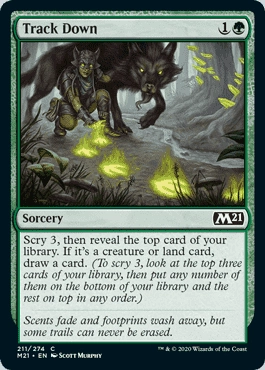 Track Down 1
Sorcery M21
Scry 3, then reveal the top card of your
library. If it's a creature or land card,
draw a card. (To scry 3, look at the top three
cards of your library, then put any number of
them on the bottom of your library and the
rest on top in any order.)
Scents fade and footprints wash away, but
some trails can never be erased.
211/274 C
M21 • EN SCOTT MURPHY
™ & © 2020 Wizards of the Coast